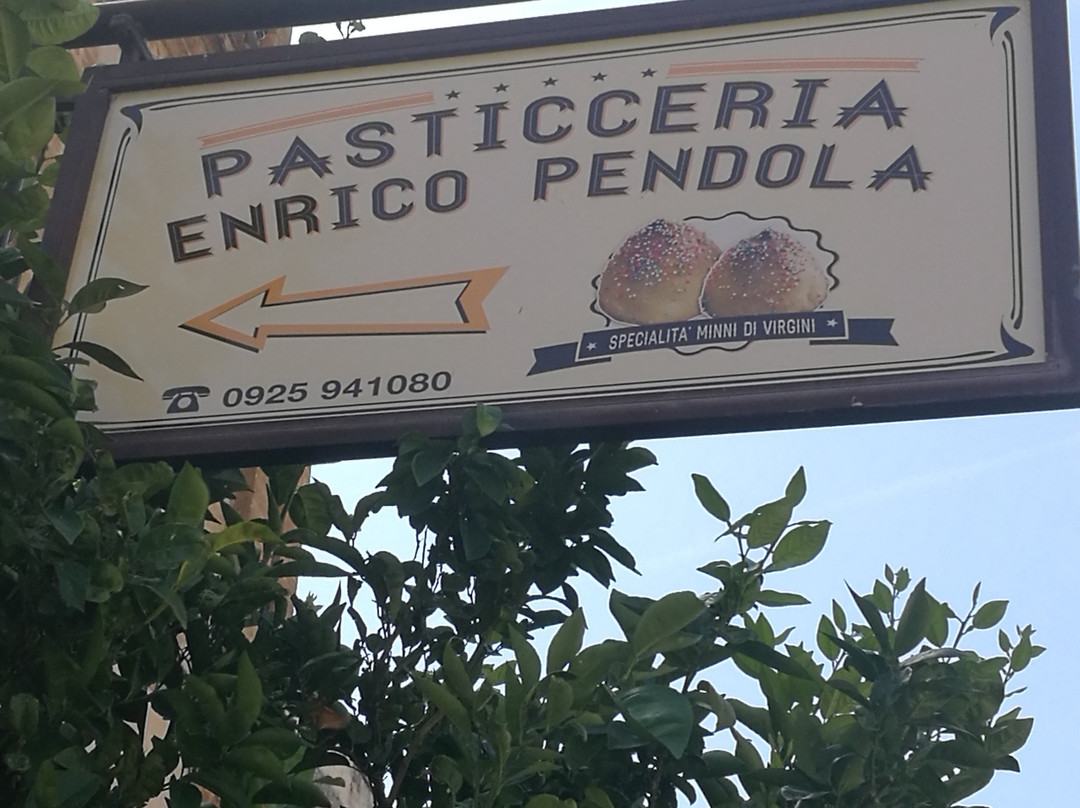 PASTICCERIA
ENRICO PENDOLA
SPECIALITA' MINNI DI VIRGINI
0925 941080